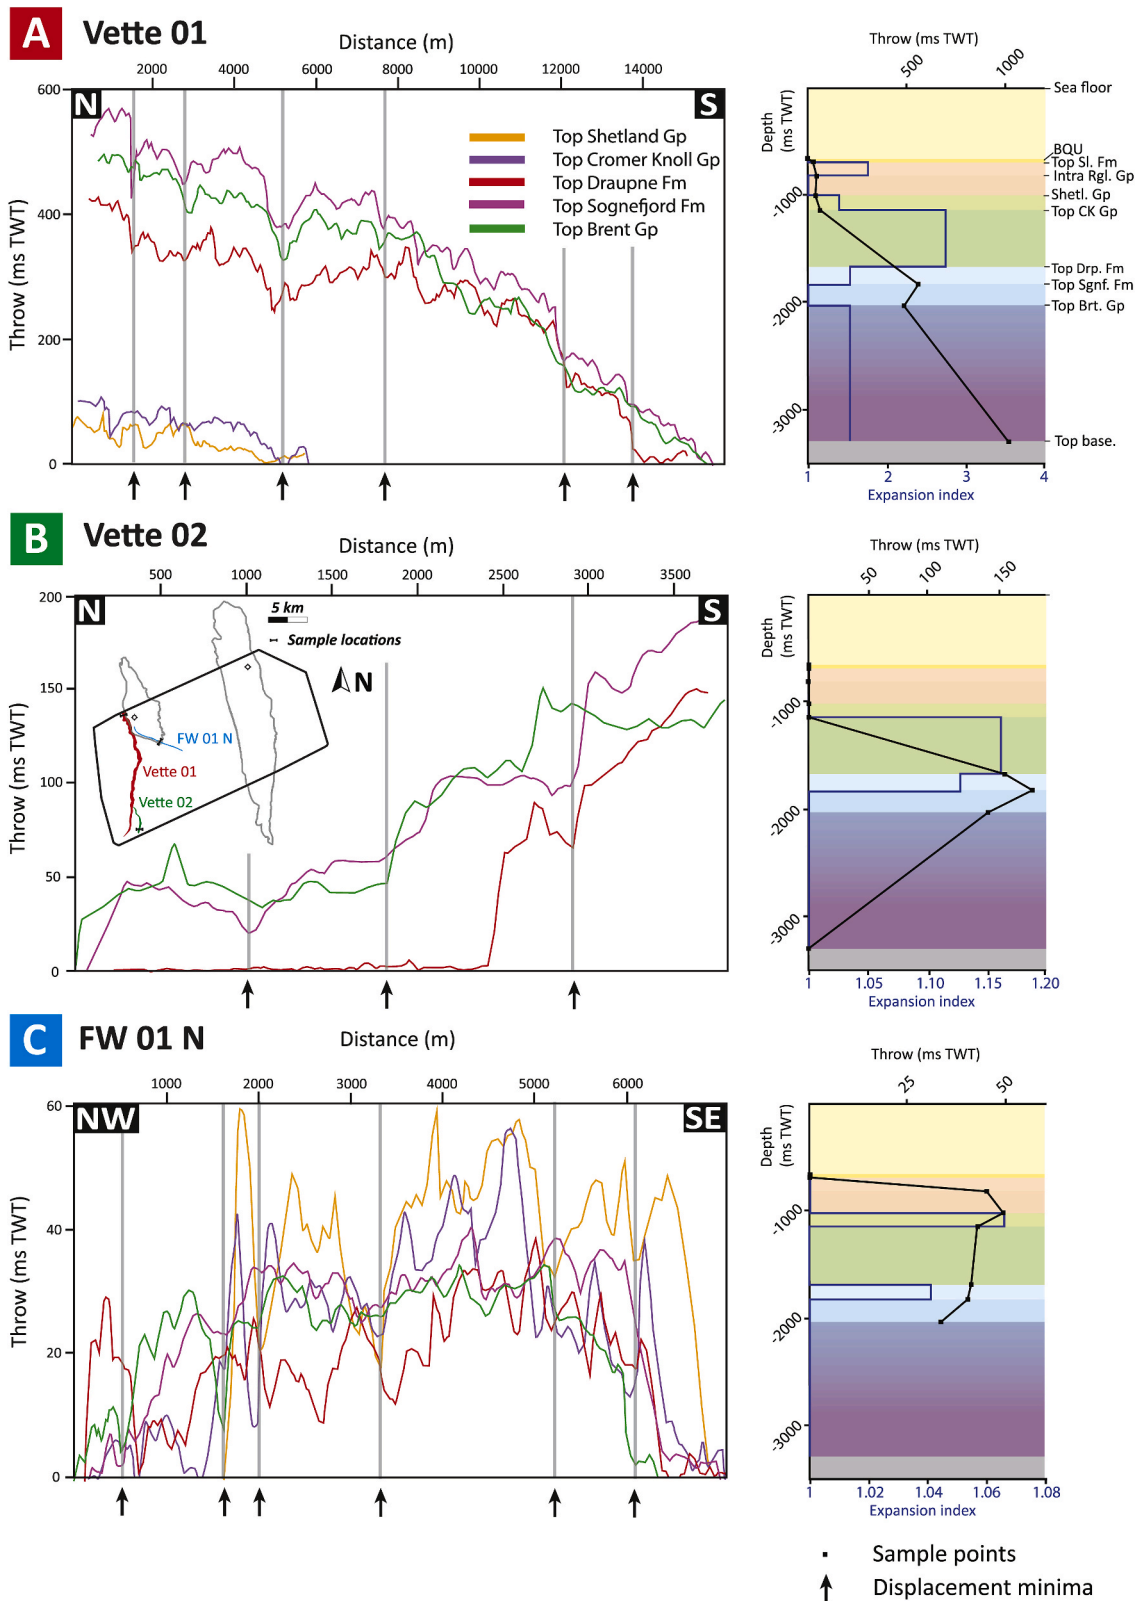 A Vette 01
Distance (m)
2000 4000 6000 8000 10000 12000 14000
Throw (ms TWT)
600
400
200
0
N
S
Top Shetland Gp
Top Cromer Knoll Gp
Top Draupne Fm
Top Sognefjord Fm
Top Brent Gp
Throw (ms TWT)
500 1000
Depth
(ms TWT)
-1000
-2000
-3000
Sea floor
BQU
Top Sl. Fm
Intra Rgl. Gp
Shetl. Gp
Top CK Gp
Top Drp. Fm
Top Sgnf. Fm
Top Brt. Gp
Top base.
1 2 3 4
Expansion index
B Vette 02
Distance (m)
500 1000 1500 2000 2500 3000 3500
Throw (ms TWT)
200
150
100
50
0
N
S
5 km
Sample locations
N
FW 01 N
Vette 01
Vette 02
Throw (ms TWT)
50 100 150
Depth
(ms TWT)
-1000
-2000
-3000
1 1.05 1.10 1.15 1.20
Expansion index
C FW 01 N
Distance (m)
1000 2000 3000 4000 5000 6000
Throw (ms TWT)
60
40
20
0
NW
SE
Throw (ms TWT)
25 50
Depth
(ms TWT)
-1000
-2000
-3000
1 1.02 1.04 1.06 1.08
Expansion index
Sample points
Displacement minima